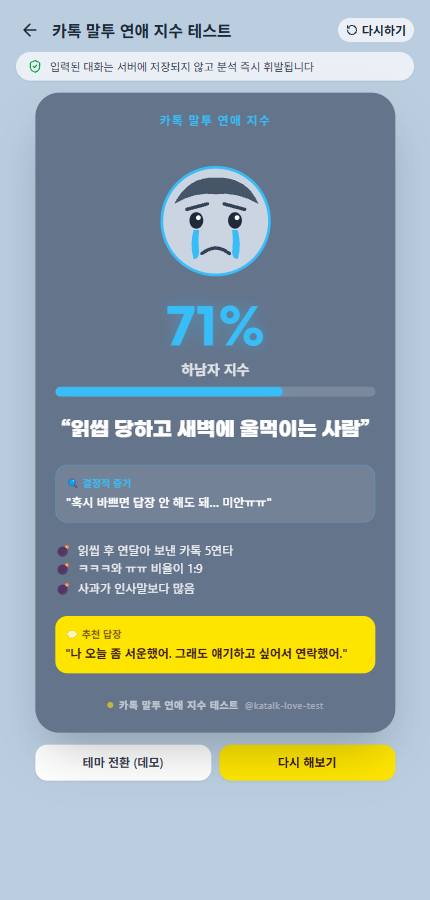 카톡 말투 연애 지수 테스트
다시하기
입력된 대화는 서버에 저장되지 않고 분석 즉시 휘발됩니다
카톡 말투 연애 지수
71%
하남자 지수
“읽씹 당하고 새벽에 울먹이는 사람”
결정적 증거
"혹시 바쁘면 답장 안 해도 돼... 미안ㅠㅠ"
읽씹 후 연달아 보낸 카톡 5연타
ㅋㅋㅋ와 ㅠㅠ 비율이 1:9
사과가 인사말보다 많음
추천 답장
"나 오늘 좀 서운했어. 그래도 얘기하고 싶어서 연락했어."
카톡 말투 연애 지수 테스트 @katalk-love-test
테마 전환 (데모)
다시 해보기